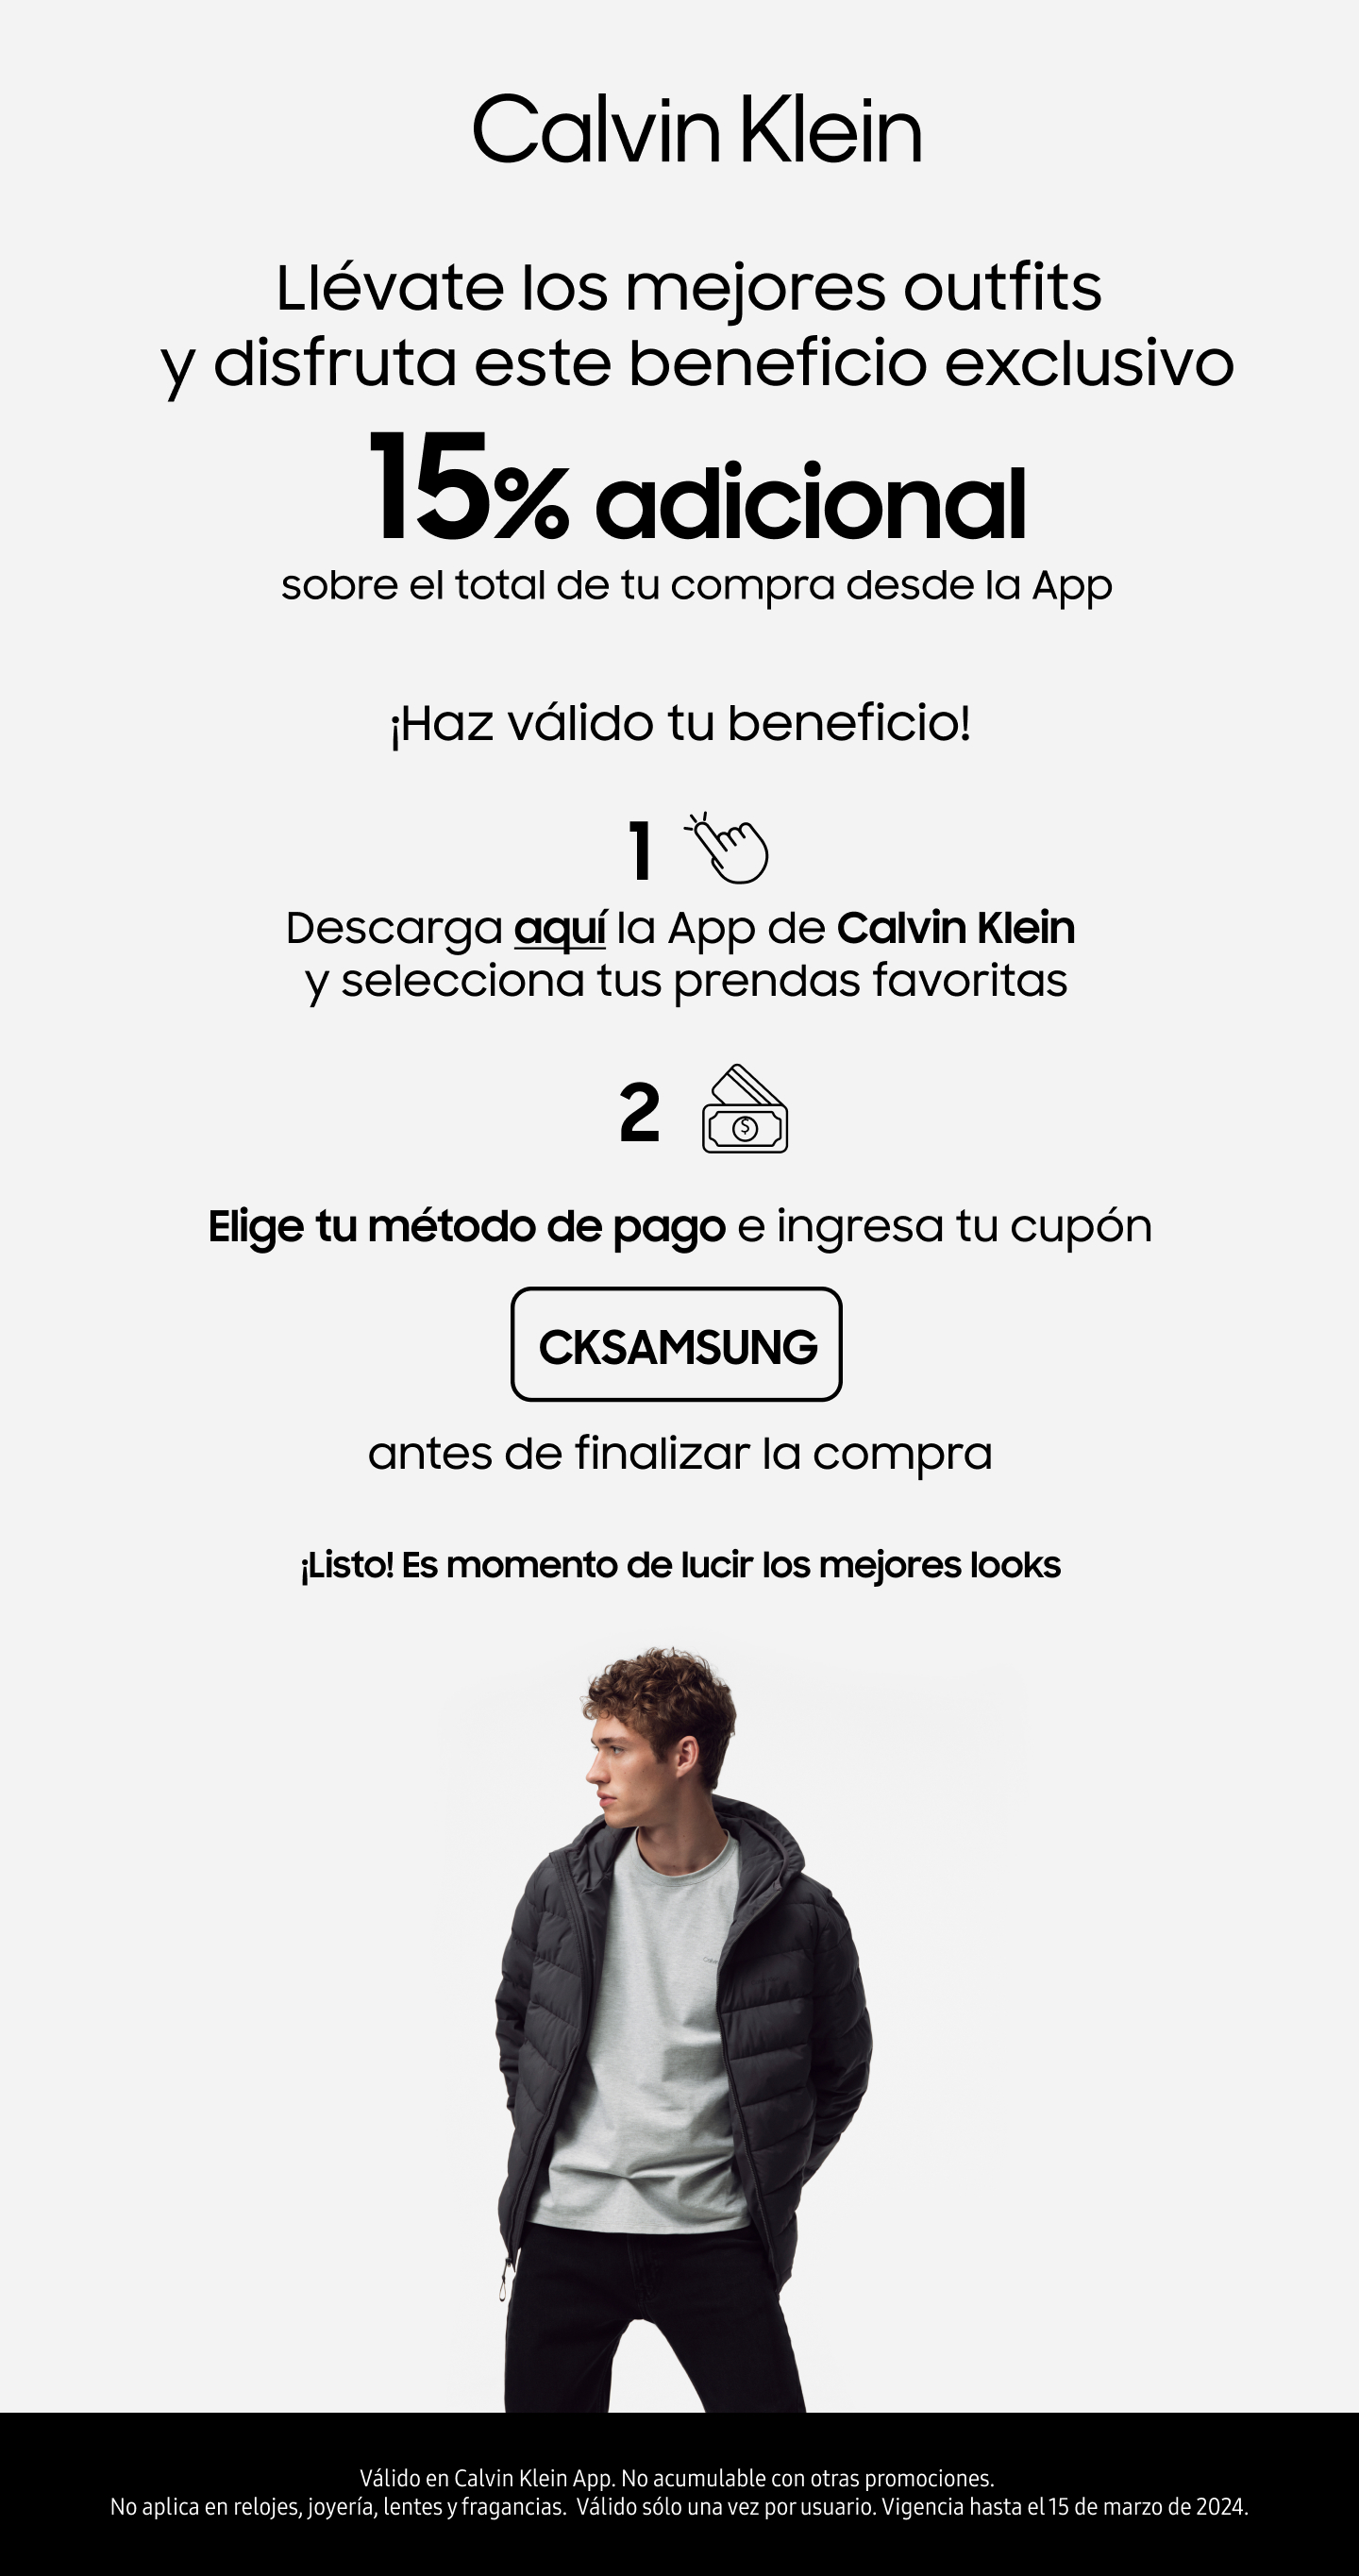 Calvin Klein
Llévate los mejores outfits
y disfruta este beneficio exclusivo
15% adicional
sobre el total de tu compra desde la App
¡Haz válido tu beneficio!
1
Descarga aquí la App de Calvin Klein
y selecciona tus prendas favoritas
2
$
Elige tu método de pago e ingresa tu cupón
CKSAMSUNG
antes de finalizar la compra
¡Listo! Es momento de lucir los mejores looks
Válido en Calvin Klein App. No acumulable con otras promociones.
No aplica en relojes, joyería, lentes y fragancias. Válido sólo una vez por usuario. Vigencia hasta el 15 de marzo de 2024.